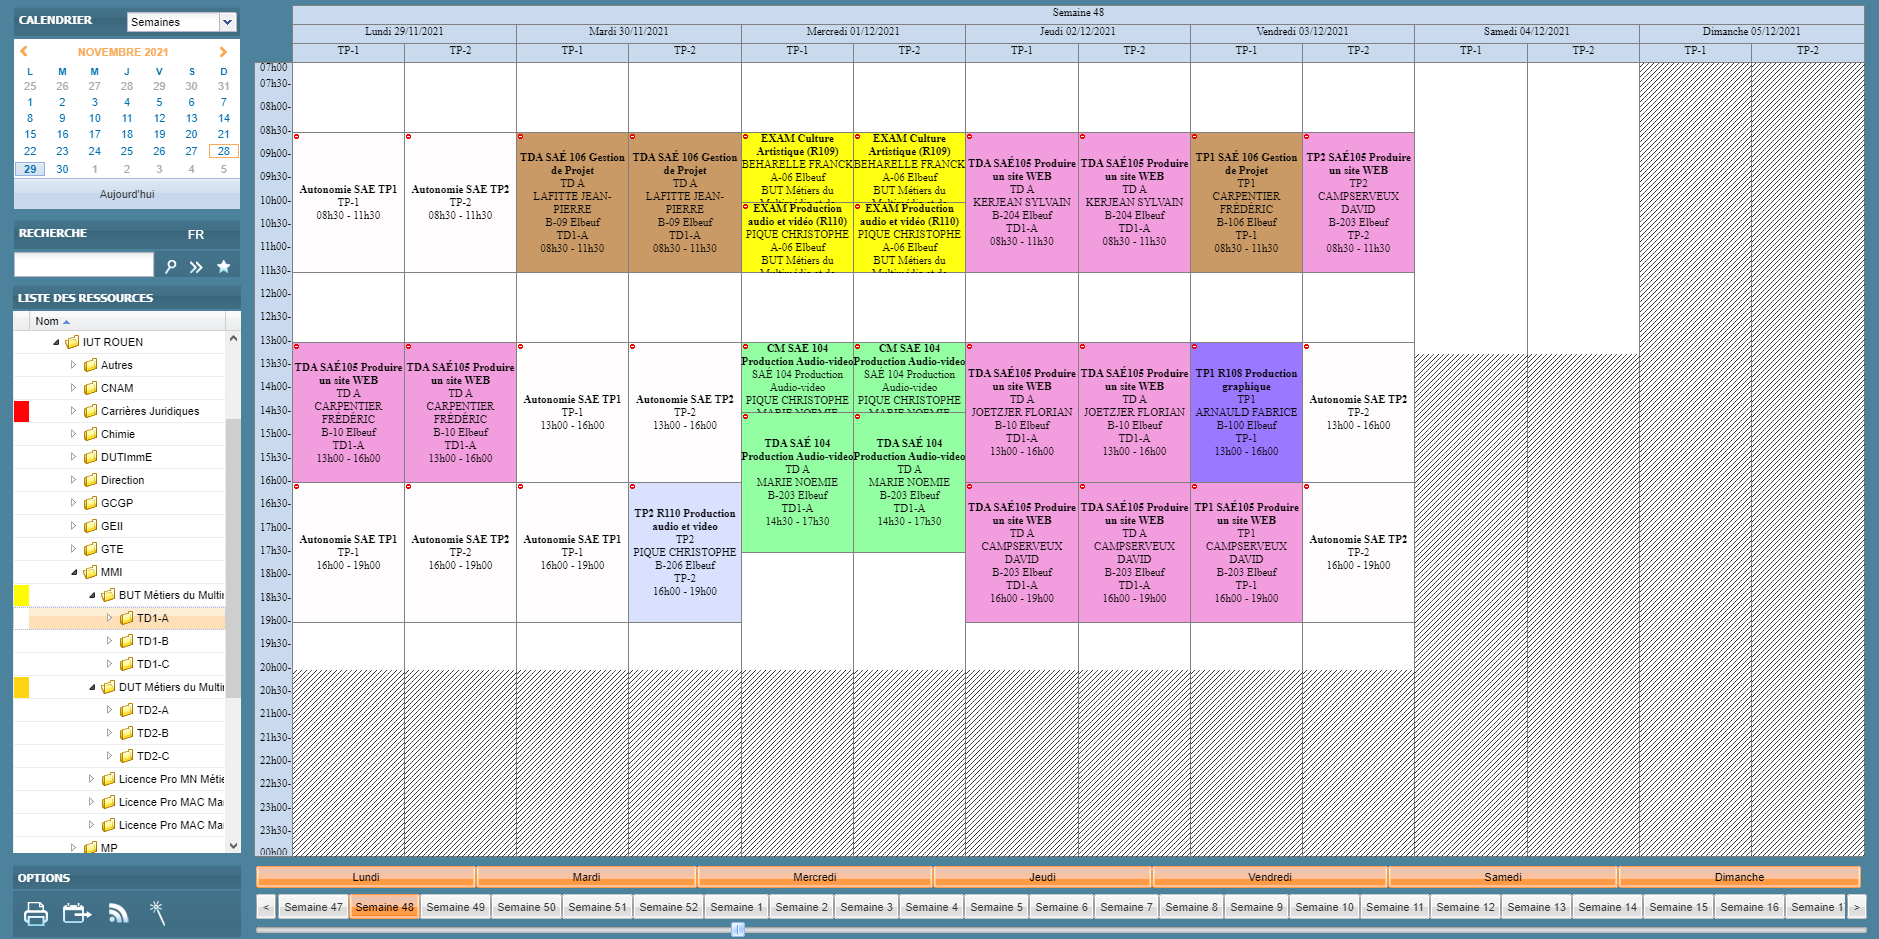 CALENDRIER
Semaines
NOVEMBRE 2021
L M M J V S D
25 26 27 28 29 30 31
1 2 3 4 5 6 7
8 9 10 11 12 13 14
15 16 17 18 19 20 21
22 23 24 25 26 27 28
29 30 1 2 3 4 5
Aujourd'hui
RECHERCHE FR
LISTE DES RESSOURCES
Nom
IUT ROUEN
Autres
CNAM
Carrières Juridiques
Chimie
DUTImmE
Direction
GCGP
GEII
GTE
MMI
BUT Métiers du Multi
TD1-A
TD1-B
TD1-C
DUT Métiers du Multi
TD2-A
TD2-B
TD2-C
Licence Pro MN Métie
Licence Pro MAC Ma
Licence Pro MAC Ma
MP
OPTIONS
Semaine 48
Lundi 29/11/2021 Mardi 30/11/2021 Mercredi 01/12/2021 Jeudi 02/12/2021 Vendredi 03/12/2021 Samedi 04/12/2021 Dimanche 05/12/2021
TP-1 TP-2 TP-1 TP-2 TP-1 TP-2 TP-1 TP-2 TP-1 TP-2 TP-1 TP-2 TP-1 TP-2
07h00
07h30-
08h00-
08h30-
09h00-
09h30-
10h00-
10h30-
11h00-
11h30-
12h00-
12h30-
13h00-
13h30-
14h00-
14h30-
15h00-
15h30-
16h00-
16h30-
17h00-
17h30-
18h00-
18h30-
19h00-
19h30-
20h00-
20h30-
21h00-
21h30-
22h00-
22h30-
23h00-
23h30-
00h00
Autonomie SAE TP1
TP-1
08h30 - 11h30
Autonomie SAE TP2
TP-2
08h30 - 11h30
TDA SAÉ 106 Gestion
de Projet
TD A
LAFITTE JEAN-
PIERRE
B-09 Elbeuf
TD1-A
08h30 - 11h30
TDA SAÉ 106 Gestion
de Projet
TD A
LAFITTE JEAN-
PIERRE
B-09 Elbeuf
TD1-A
08h30 - 11h30
EXAM Culture
Artistique (R109)
BEHARELLE FRANCK
A-06 Elbeuf
BUT Métiers du
Multimédia et de
EXAM Culture
Artistique (R109)
BEHARELLE FRANCK
A-06 Elbeuf
BUT Métiers du
Multimédia et de
EXAM Production
audio et vidéo (R110)
PIQUE CHRISTOPHE
A-06 Elbeuf
BUT Métiers du
Multimédia et de
EXAM Production
audio et vidéo (R110)
PIQUE CHRISTOPHE
A-06 Elbeuf
BUT Métiers du
Multimédia et de
TDA SAÉ105 Produire
un site WEB
TD A
KERJEAN SYLVAIN
B-204 Elbeuf
TD1-A
08h30 - 11h30
TDA SAÉ105 Produire
un site WEB
TD A
KERJEAN SYLVAIN
B-204 Elbeuf
TD1-A
08h30 - 11h30
TP1 SAÉ 106 Gestion
de Projet
TP1
CARPENTIER
FRÉDÉRIC
B-106 Elbeuf
TP-1
08h30 - 11h30
TP2 SAÉ105 Produire
un site WEB
TP2
CAMPSERVEUX
DAVID
B-203 Elbeuf
TP-2
08h30 - 11h30
TDA SAÉ105 Produire
un site WEB
TD A
CARPENTIER
FRÉDÉRIC
B-10 Elbeuf
TD1-A
13h00 - 16h00
TDA SAÉ105 Produire
un site WEB
TD A
CARPENTIER
FRÉDÉRIC
B-10 Elbeuf
TD1-A
13h00 - 16h00
Autonomie SAE TP1
TP-1
13h00 - 16h00
Autonomie SAE TP2
TP-2
13h00 - 16h00
CM SAE 104
Production Audio-video
SAÉ 104 Production
Audio-video
PIQUE CHRISTOPHE
MARIE NOEMIE
CM SAE 104
Production Audio-video
SAÉ 104 Production
Audio-video
PIQUE CHRISTOPHE
MARIE NOEMIE
TDA SAÉ 104
Production Audio-video
TD A
MARIE NOEMIE
B-203 Elbeuf
TD1-A
14h30 - 17h30
TDA SAÉ 104
Production Audio-video
TD A
MARIE NOEMIE
B-203 Elbeuf
TD1-A
14h30 - 17h30
TDA SAÉ105 Produire
un site WEB
TD A
JOETZJER FLORIAN
B-10 Elbeuf
TD1-A
13h00 - 16h00
TDA SAÉ105 Produire
un site WEB
TD A
JOETZJER FLORIAN
B-10 Elbeuf
TD1-A
13h00 - 16h00
TP1 R108 Production
graphique
TP1
ARNAULD FABRICE
B-100 Elbeuf
TP-1
13h00 - 16h00
Autonomie SAE TP2
TP-2
13h00 - 16h00
Autonomie SAE TP1
TP-1
16h00 - 19h00
Autonomie SAE TP2
TP-2
16h00 - 19h00
Autonomie SAE TP1
TP-1
16h00 - 19h00
TP2 R110 Production
audio et video
TP2
PIQUE CHRISTOPHE
B-206 Elbeuf
TP-2
16h00 - 19h00
TDA SAÉ105 Produire
un site WEB
TD A
CAMPSERVEUX
DAVID
B-203 Elbeuf
TD1-A
16h00 - 19h00
TDA SAÉ105 Produire
un site WEB
TD A
CAMPSERVEUX
DAVID
B-203 Elbeuf
TD1-A
16h00 - 19h00
TP1 SAÉ105 Produire
un site WEB
TP1
CAMPSERVEUX
DAVID
B-203 Elbeuf
TP-1
16h00 - 19h00
Autonomie SAE TP2
TP-2
16h00 - 19h00
Lundi Mardi Mercredi Jeudi Vendredi Samedi Dimanche
< Semaine 47 Semaine 48 Semaine 49 Semaine 50 Semaine 51 Semaine 52 Semaine 1 Semaine 2 Semaine 3 Semaine 4 Semaine 5 Semaine 6 Semaine 7 Semaine 8 Semaine 9 Semaine 10 Semaine 11 Semaine 12 Semaine 13 Semaine 14 Semaine 15 Semaine 16 Semaine 1 >